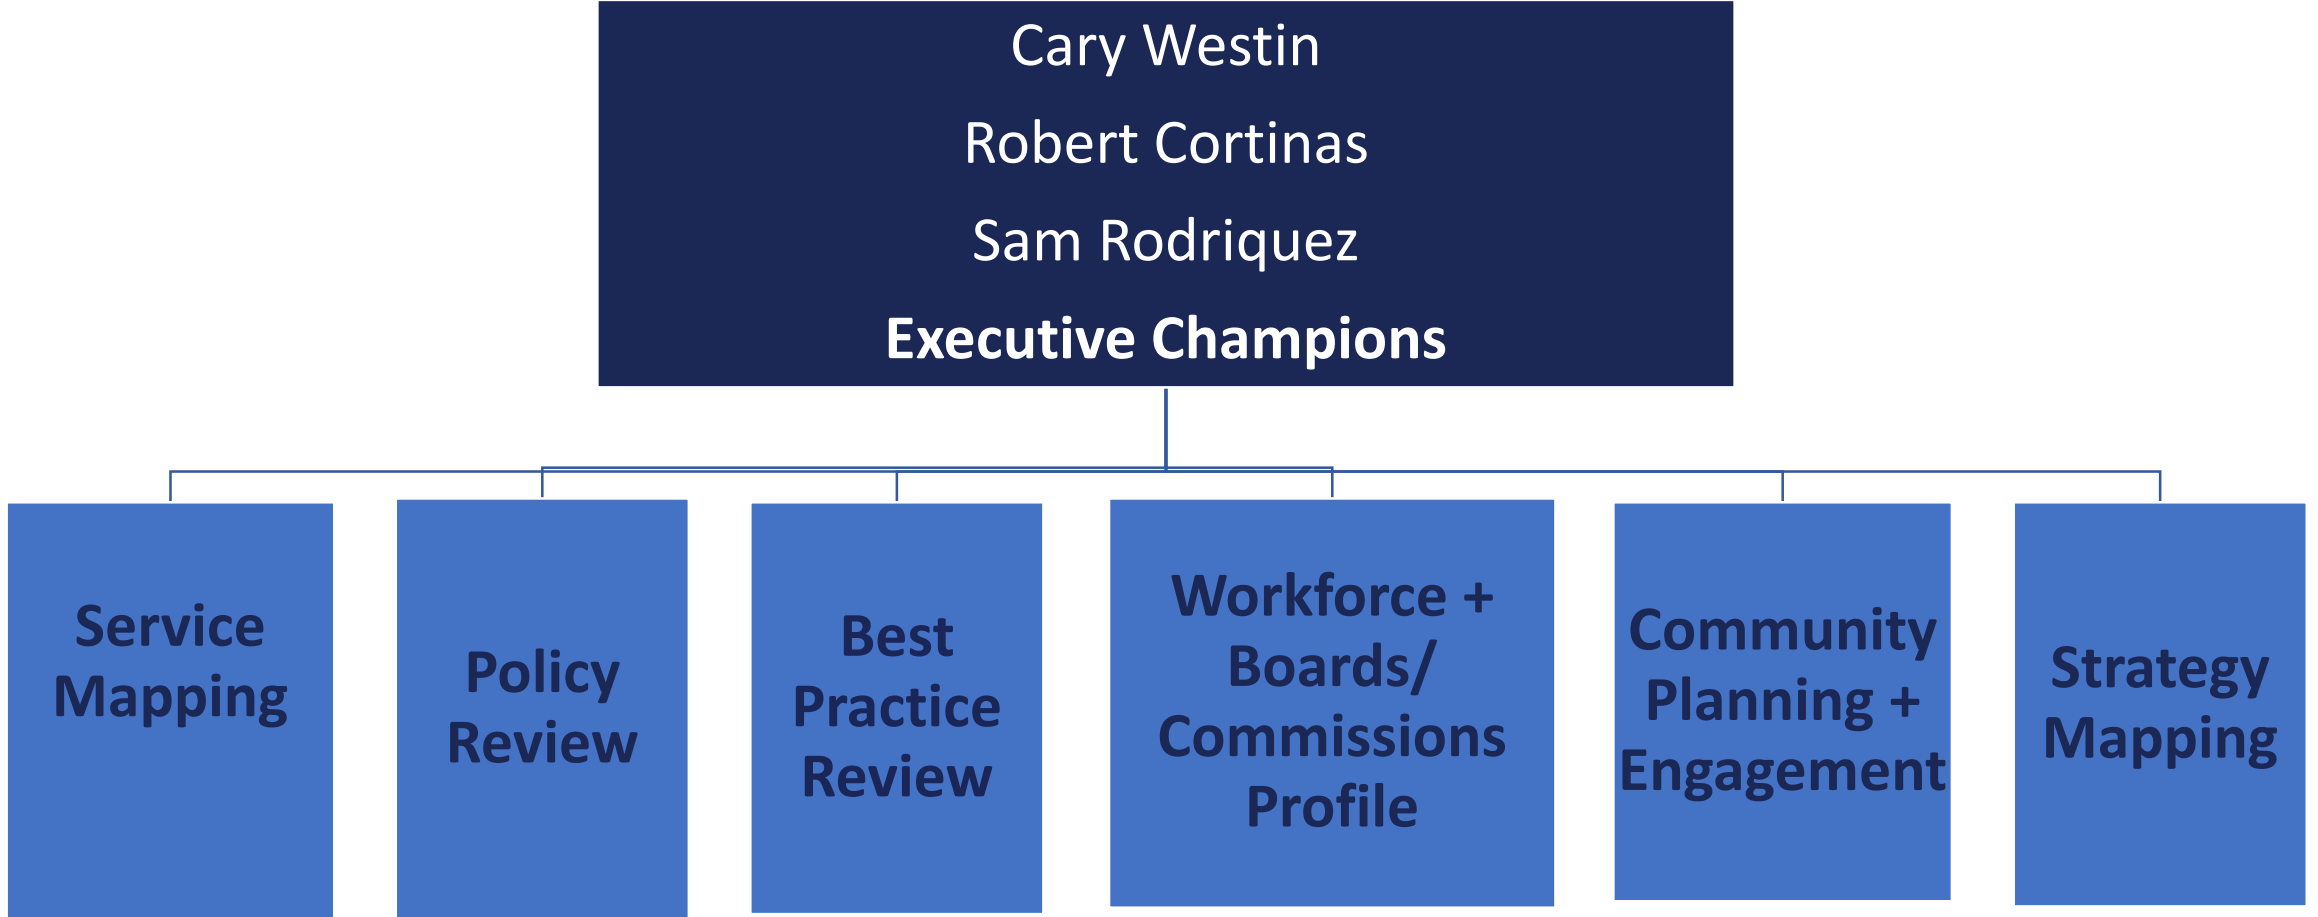 Cary Westin
Robert Cortinas
Sam Rodriquez
Executive Champions
Service
Mapping
Policy
Review
Best
Practice
Review
Workforce +
Boards/
Commissions
Profile
Community
Planning +
Engagement
Strategy
Mapping